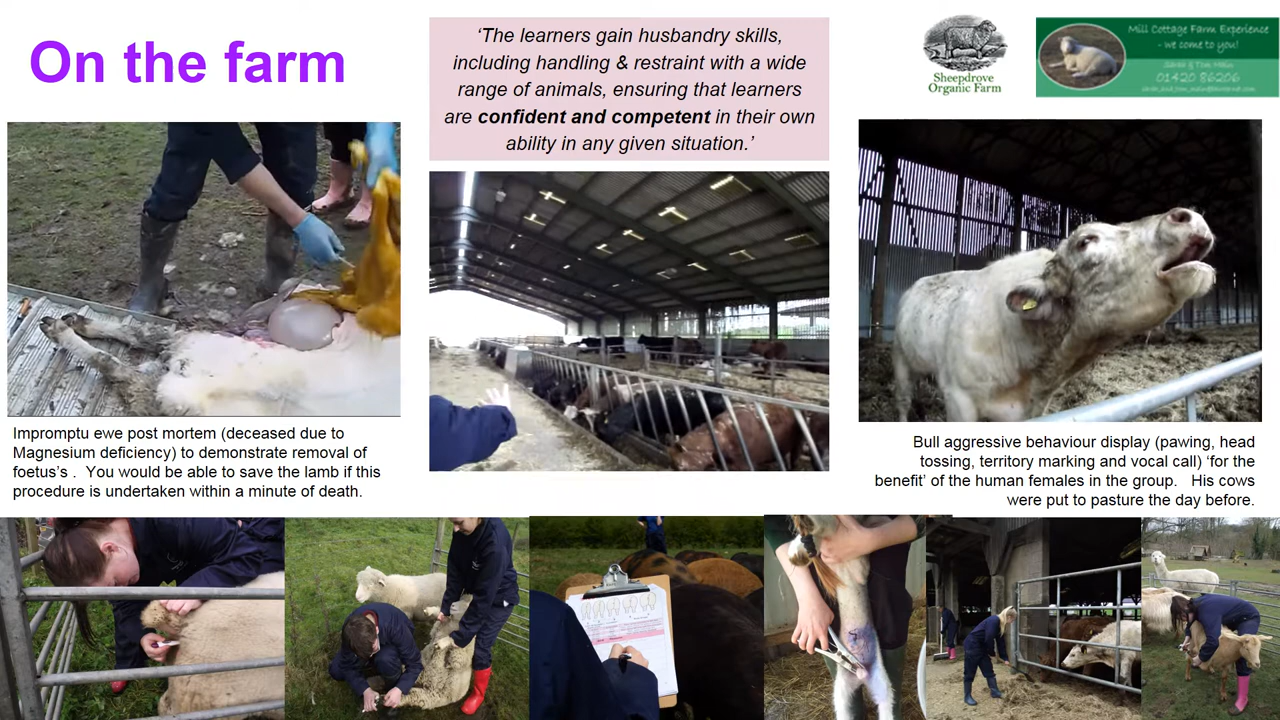 On the farm
‘The learners gain husbandry skills,
including handling & restraint with a wide
range of animals, ensuring that learners
are confident and competent in their own
ability in any given situation.’
Sheepdrove
Organic Farm
Mill Cottage Farm Experience
- we come to you!
Sarah & Tom
01420 86206
Impromptu ewe post mortem (deceased due to
Magnesium deficiency) to demonstrate removal of
foetus’s . You would be able to save the lamb if this
procedure is undertaken within a minute of death.
Bull aggressive behaviour display (pawing, head
tossing, territory marking and vocal call) ‘for the
benefit’ of the human females in the group. His cows
were put to pasture the day before.